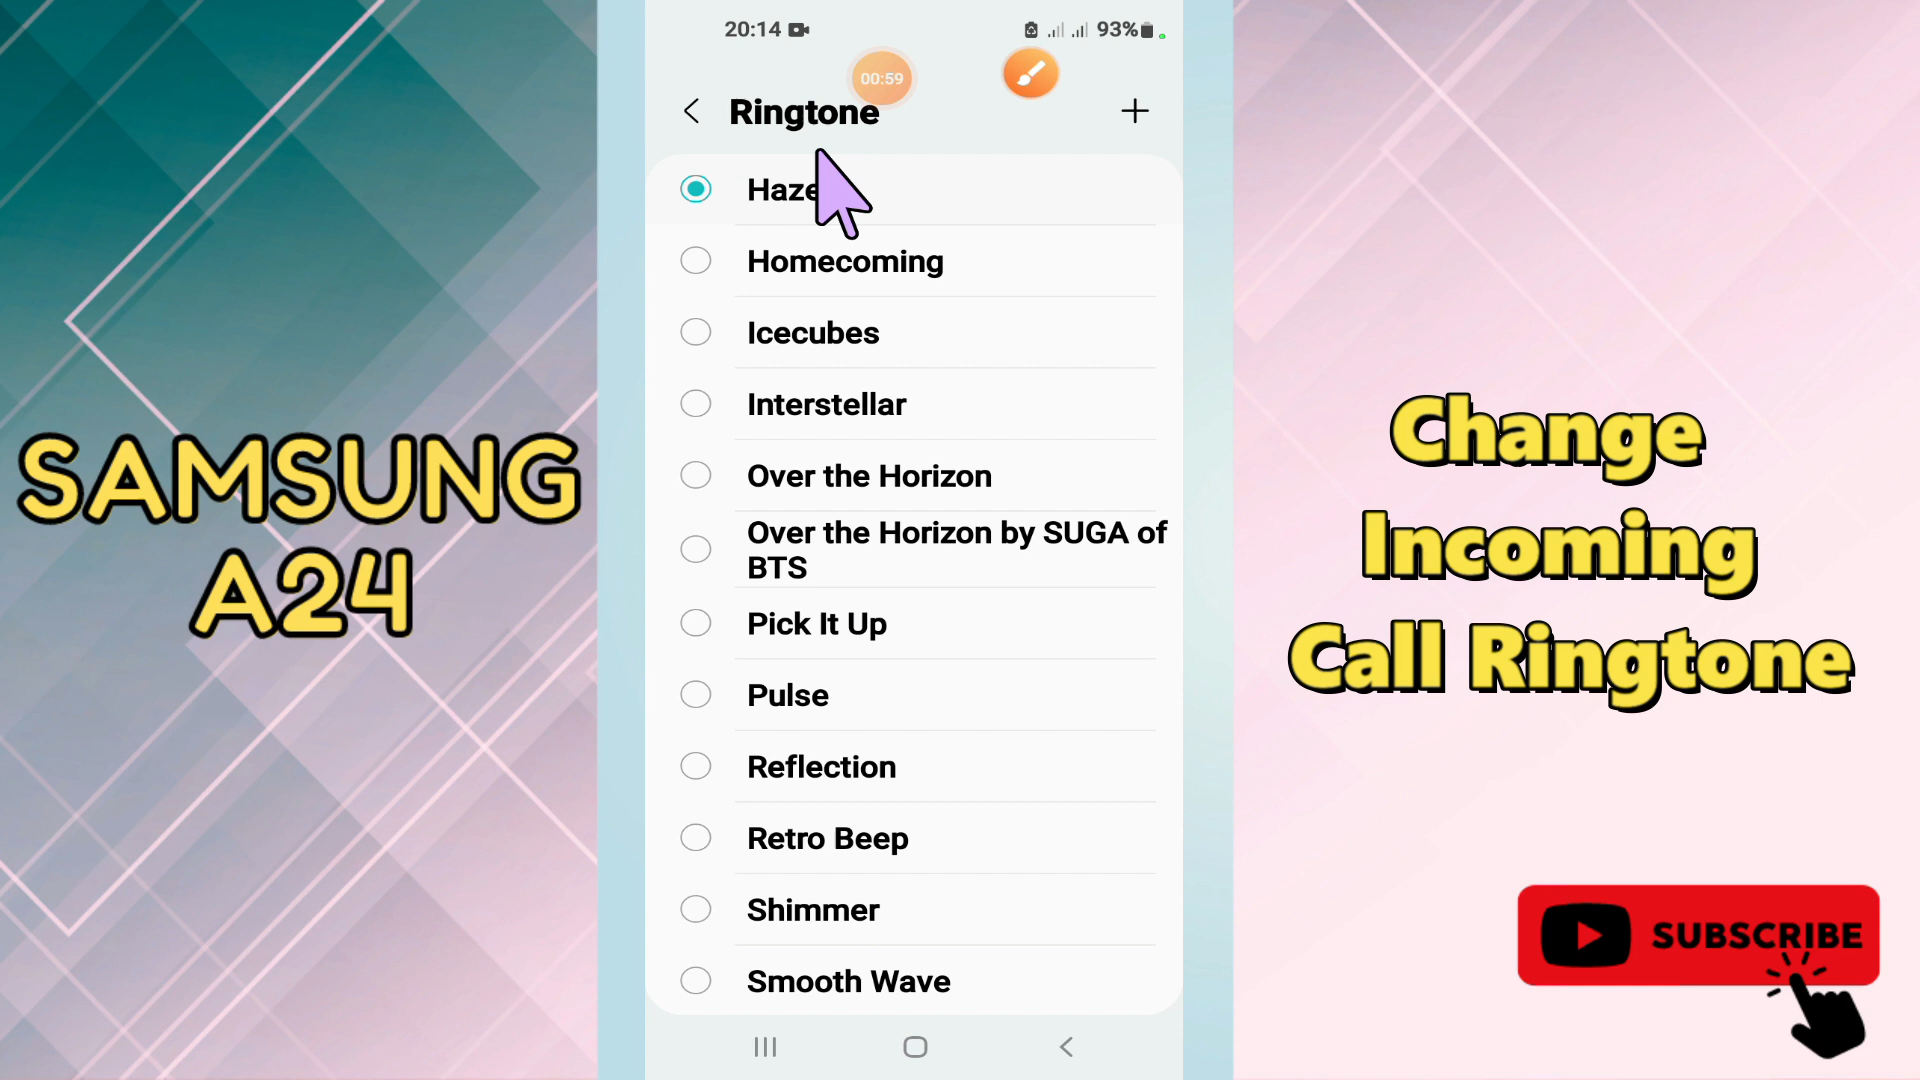 20:14
93%
00:59
Ringtone
Haze
Homecoming
Icecubes
Interstellar
Over the Horizon
Over the Horizon by SUGA of
BTS
Pick It Up
Pulse
Reflection
Retro Beep
Shimmer
Smooth Wave
SAMSUNG
A24
Change
Incoming
Call Ringtone
SUBSCRIBE